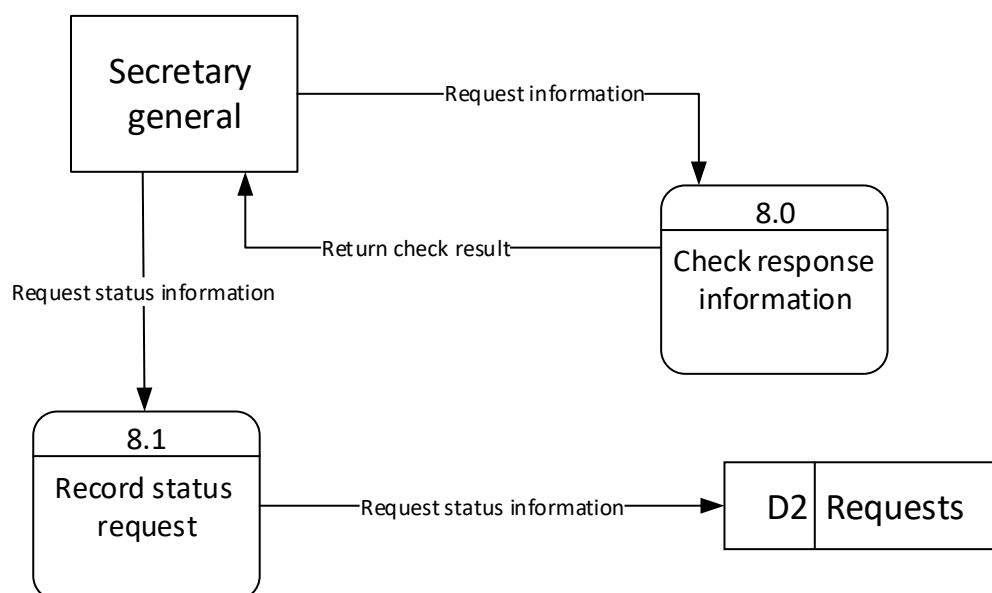 Secretary
general
Request information
8.0
Return check result
Check response
information
Request status information
8.1
Record status
request
Request status information
D2 Requests